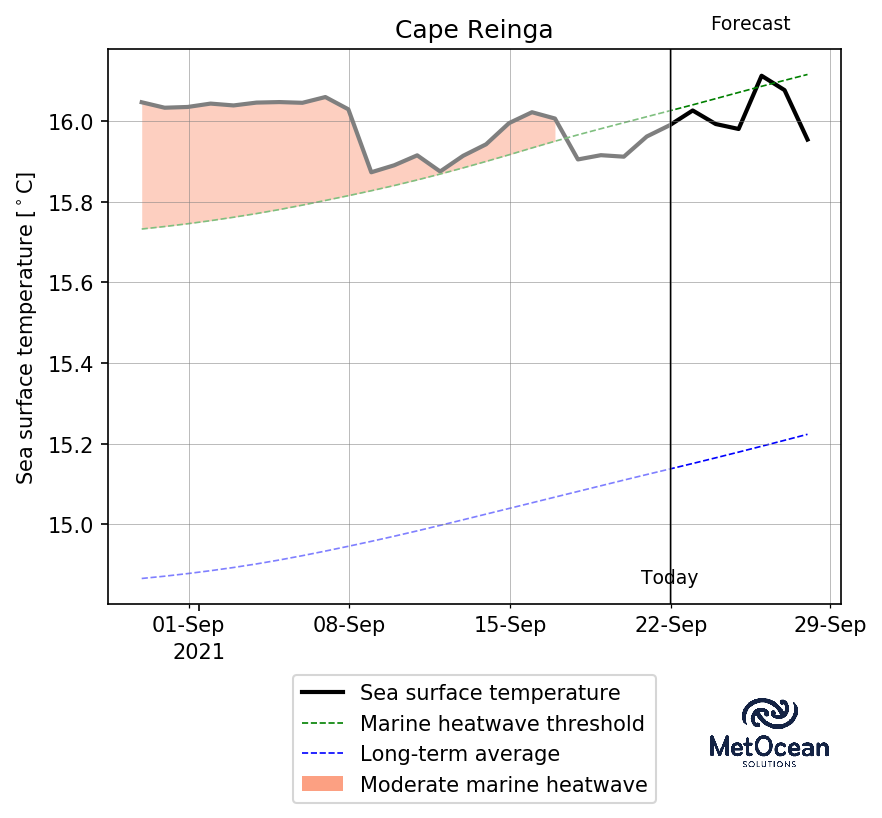 Forecast
Cape Reinga
Sea surface temperature [°C]
16.0
15.8
15.6
15.4
15.2
15.0
Today
01-Sep
2021
08-Sep
15-Sep
22-Sep
29-Sep
Sea surface temperature
Marine heatwave threshold
Long-term average
Moderate marine heatwave
MetOcean
SOLUTIONS